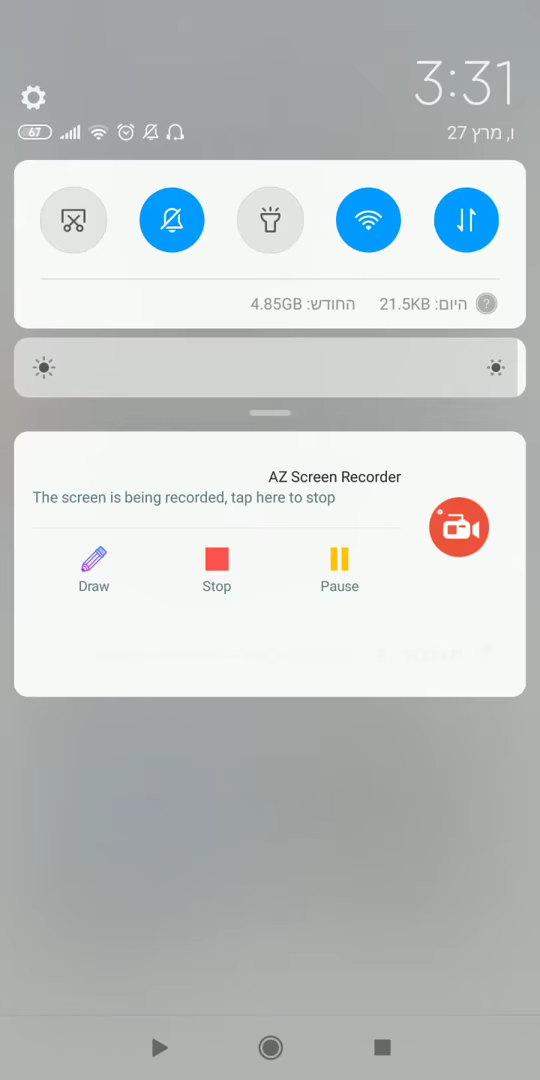 3:31
67
ו, מרץ 27
היום: 21.5KB החודש: 4.85GB
AZ Screen Recorder
The screen is being recorded, tap here to stop
Draw Stop Pause